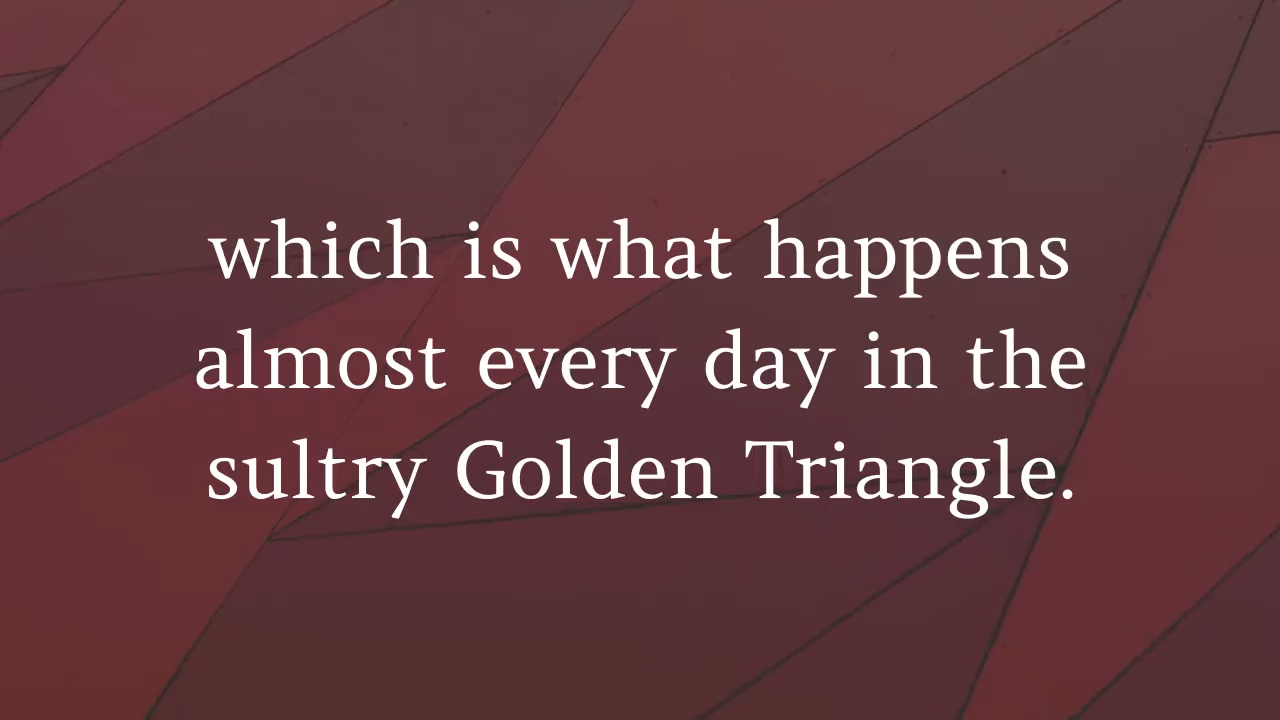 which is what happens
almost every day in the
sultry Golden Triangle.